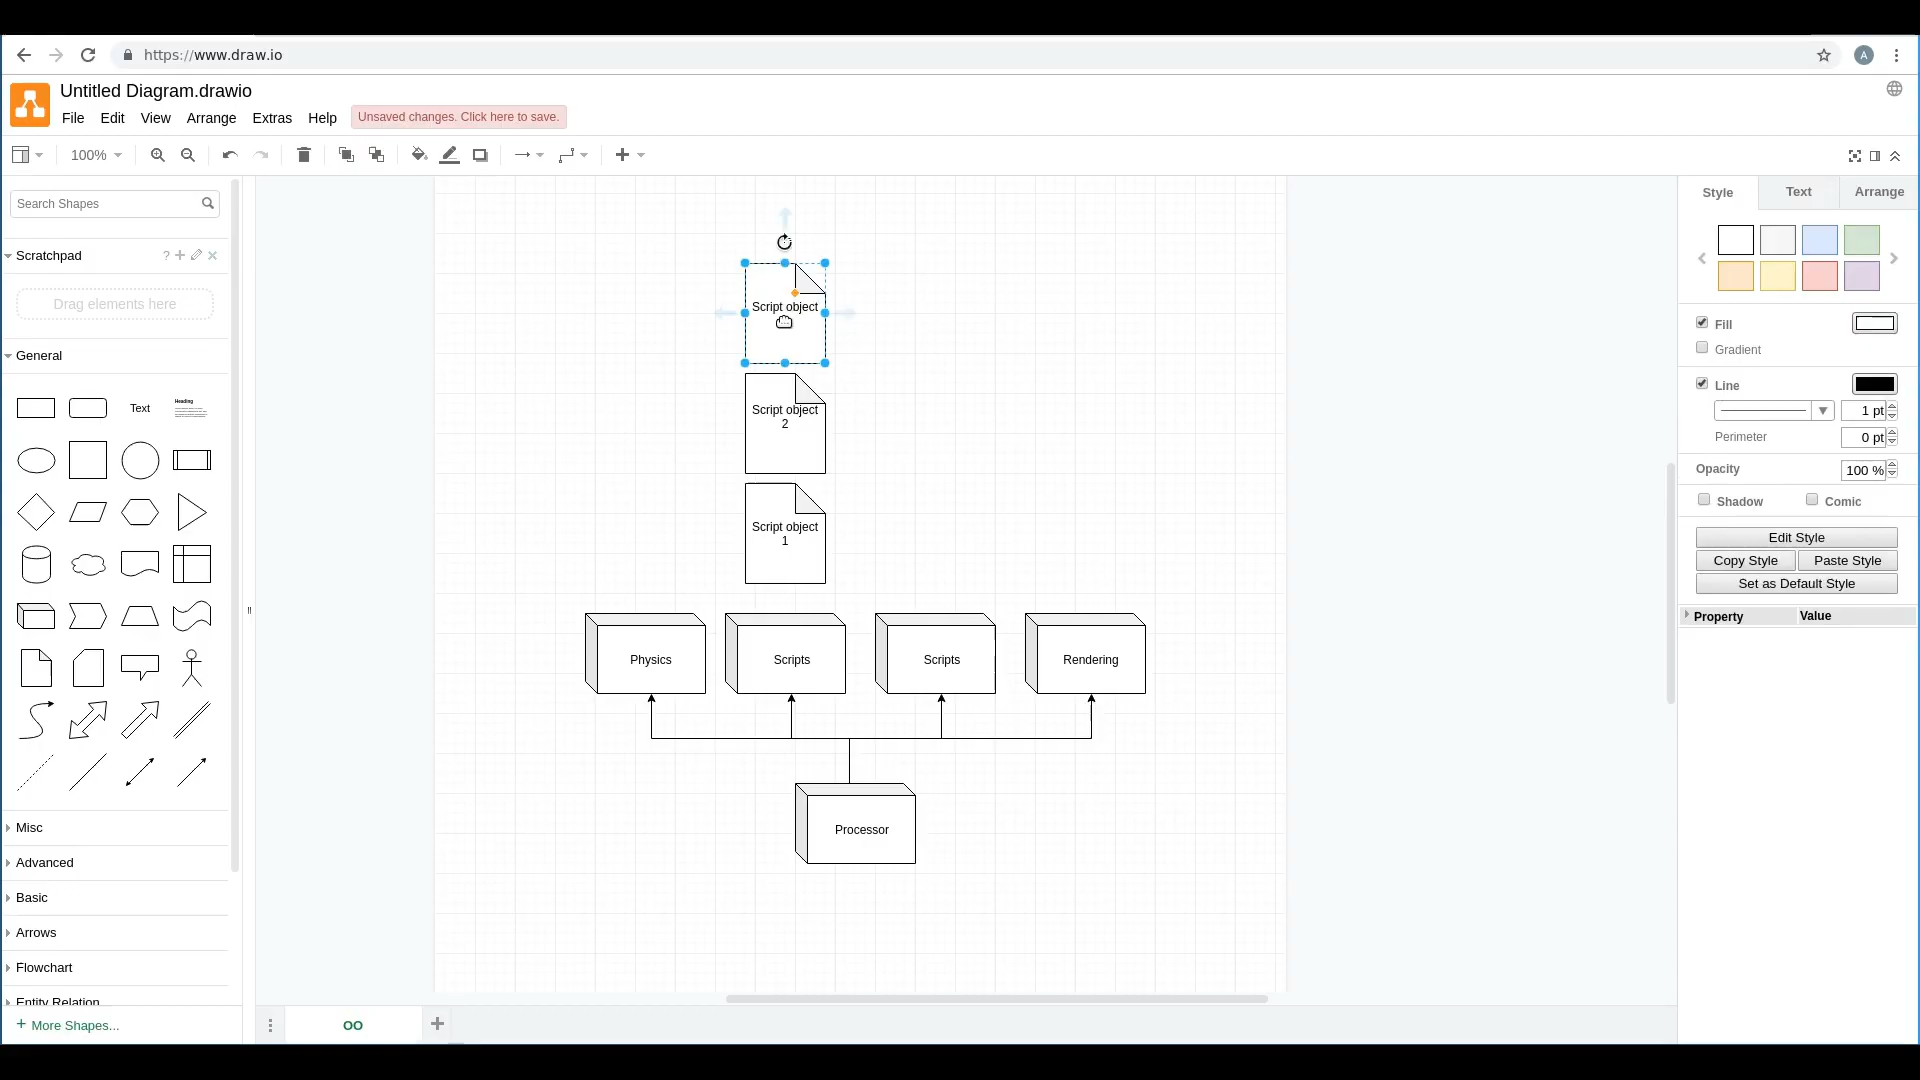 https://www.draw.io
A
Untitled Diagram.drawio
File Edit View Arrange Extras Help Unsaved changes. Click here to save.
100%
Search Shapes
Scratchpad ?
Drag elements here
General
Text
Heading
Misc
Advanced
Basic
Arrows
Flowchart
Entity Relation
+ More Shapes...
Script object
Script object
2
Script object
1
Physics
Scripts
Scripts
Rendering
Processor
OO
Style Text Arrange
Fill
Gradient
Line
1 pt
Perimeter 0 pt
Opacity 100 %
Shadow Comic
Edit Style
Copy Style Paste Style
Set as Default Style
Property Value